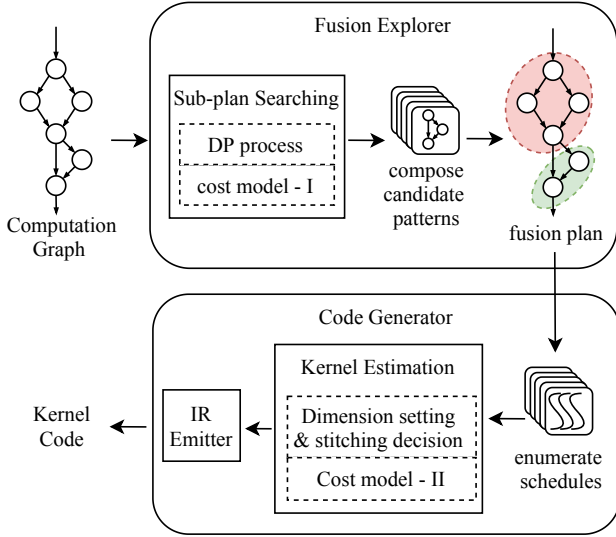 Fusion Explorer
Sub-plan Searching
DP process
cost model - I
compose
candidate
patterns
fusion plan
Computation
Graph
Code Generator
Kernel Estimation
Dimension setting
& stitching decision
Cost model - II
IR
Emitter
Kernel
Code
enumerate
schedules